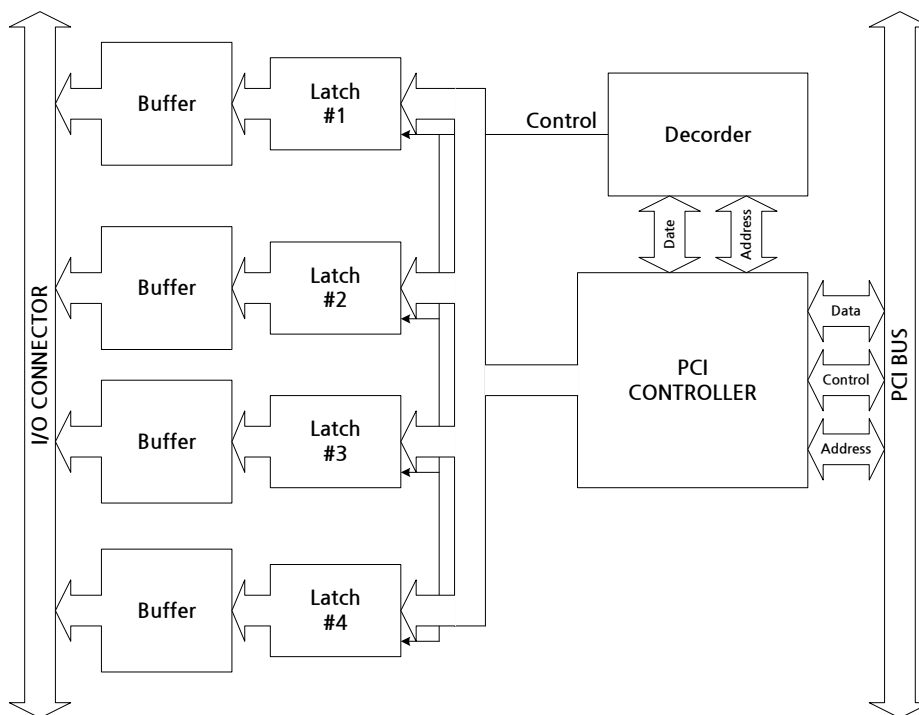 I/O CONNECTOR
Buffer
Latch
#1
Control
Decorder
Date
Address
Buffer
Latch
#2
PCI
CONTROLLER
Data
Control
Address
PCI BUS
Buffer
Latch
#3
Buffer
Latch
#4